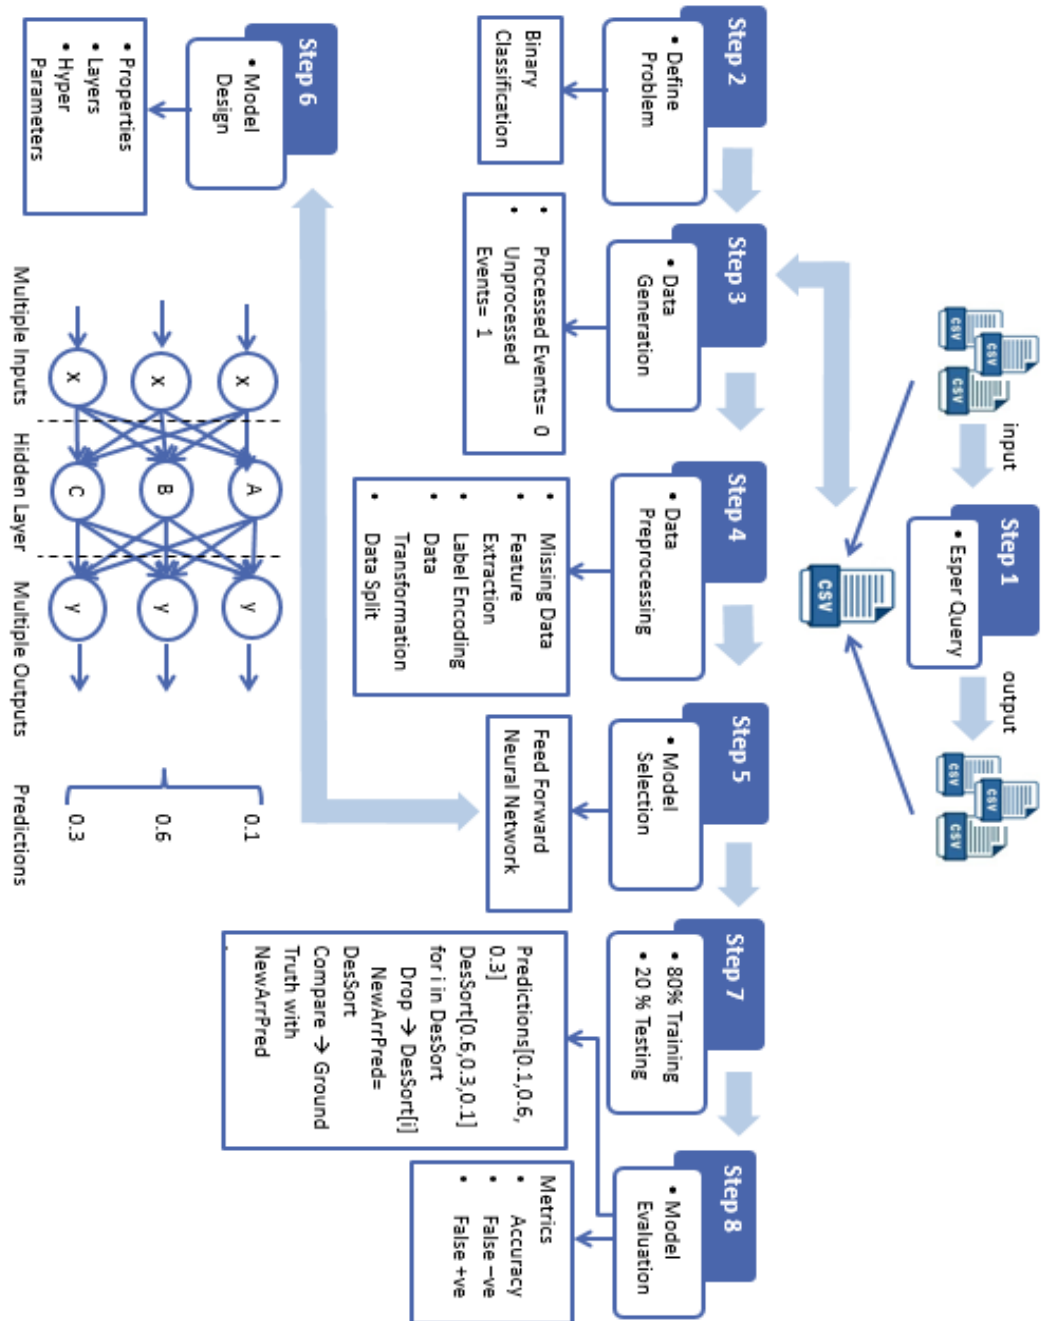 CSV
CSV
CSV
input
Step 1
• Esper Query
output
CSV
CSV
CSV
CSV
Step 2
• Define
Problem
Binary
Classification
Step 3
• Data
Generation
• Processed Events= 0
• Unprocessed
Events= 1
Step 4
• Data
Preprocessing
• Missing Data
• Feature
Extraction
• Label Encoding
• Data
Transformation
• Data Split
Step 5
• Model
Selection
Feed Forward
Neural Network
Step 7
• 80% Training
• 20 % Testing
Step 8
• Model
Evaluation
Predictions[0.1,0.6,
0.3]
DesSort[0.6,0.3,0.1]
for i in DesSort
Drop → DesSort[i]
NewArrPred=
DesSort
Compare → Ground
Truth with
NewArrPred
Metrics
• Accuracy
• False –ve
• False +ve
Step 6
• Model
Design
• Properties
• Layers
• Hyper
Parameters
x
A
y
0.1
x
B
y
0.6
x
C
y
0.3
Multiple Inputs
Hidden Layer
Multiple Outputs
Predictions